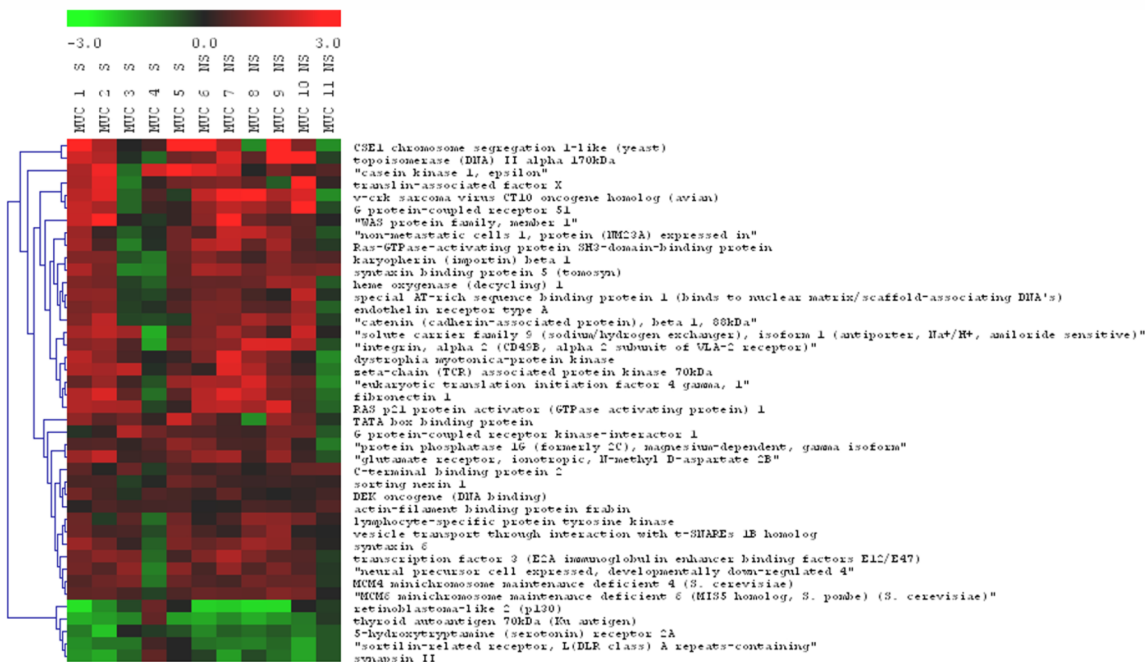 -3.0 0.0 3.0
MUC 1 S
MUC 2 S
MUC 3 S
MUC 4 S
MUC 5 S
MUC 6 NS
MUC 7 NS
MUC 8 NS
MUC 9 NS
MUC 10 NS
MUC 11 NS
CSE1 chromosome segregation 1-like (yeast)
topoisomerase (DNA) II alpha 170kDa
"casein kinase 1, epsilon"
translin-associated factor X
v-crk sarcoma virus CT10 oncogene homolog (avian)
G protein-coupled receptor 51
"WAS protein family, member 1"
"non-metastatic cells 1, protein (NM23A) expressed in"
Ras-GTPase-activating protein SH3-domain-binding protein
karyopherin (importin) beta 1
syntaxin binding protein 5 (tomosyn)
heme oxygenase (decycling) 1
special AT-rich sequence binding protein 1 (binds to nuclear matrix/scaffold-associating DNA's)
endothelin receptor type A
"catenin (cadherin-associated protein), beta 1, 88kDa"
"solute carrier family 9 (sodium/hydrogen exchanger), isoform 1 (antiporter, Na+/H+, amiloride sensitive)"
"integrin, alpha 2 (CD49B, alpha 2 subunit of VLA-2 receptor)"
dystrophia myotonica-protein kinase
zeta-chain (TCR) associated protein kinase 70kDa
"eukaryotic translation initiation factor 4 gamma, 1"
fibronectin 1
RAS p21 protein activator (GTPase activating protein) 1
TATA box binding protein
G protein-coupled receptor kinase-interactor 1
"protein phosphatase 1G (formerly 2C), magnesium-dependent, gamma isoform"
"glutamate receptor, ionotropic, N-methyl D-aspartate 2B"
C-terminal binding protein 2
sorting nexin 1
DEK oncogene (DNA binding)
actin-filament binding protein frabin
lymphocyte-specific protein tyrosine kinase
vesicle transport through interaction with t-SNAREs 1B homolog
syntaxin 6
transcription factor 3 (E2A immunoglobulin enhancer binding factors E12/E47)
"neural precursor cell expressed, developmentally down-regulated 4"
MCM4 minichromosome maintenance deficient 4 (S. cerevisiae)
"MCM6 minichromosome maintenance deficient 6 (MIS5 homolog, S. pombe) (S. cerevisiae)"
retinoblastoma-like 2 (p130)
thyroid autoantigen 70kDa (Ku antigen)
5-hydroxytryptamine (serotonin) receptor 2A
"sortilin-related receptor, L(DLR class) A repeats-containing"
synapsin II